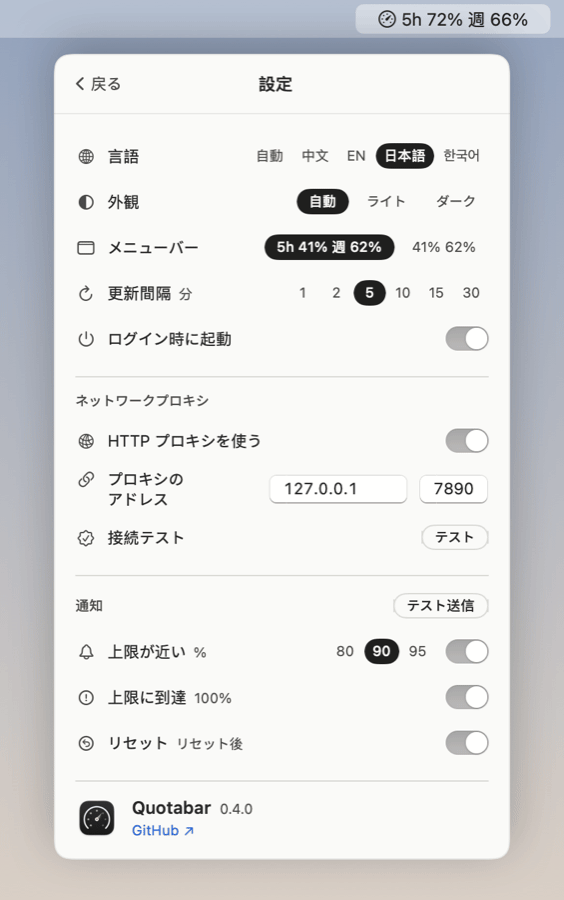 5h 72% 週 66%
戻る 設定
言語 自動 中文 EN 日本語 한국어
外観 自動 ライト ダーク
メニューバー 5h 41% 週 62% 41% 62%
更新間隔 分 1 2 5 10 15 30
ログイン時に起動
ネットワークプロキシ
HTTP プロキシを使う
プロキシの
アドレス 127.0.0.1 7890
接続テスト テスト
通知 テスト送信
上限が近い % 80 90 95
上限に到達 100%
リセット リセット後
Quotabar 0.4.0
GitHub ↗